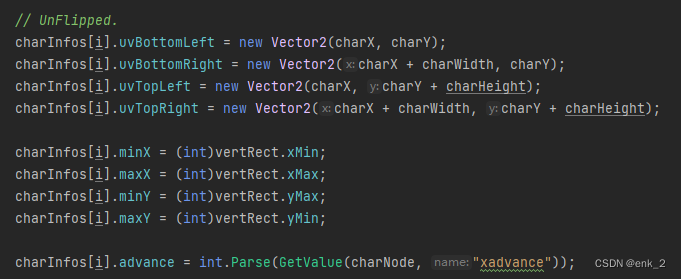 // UnFlipped.
charInfos[i].uvBottomLeft = new Vector2(charX, charY);
charInfos[i].uvBottomRight = new Vector2(x:charX + charWidth, charY);
charInfos[i].uvTopLeft = new Vector2(charX, y:charY + charHeight);
charInfos[i].uvTopRight = new Vector2(x:charX + charWidth, y:charY + charHeight);
charInfos[i].minX = (int)vertRect.xMin;
charInfos[i].maxX = (int)vertRect.xMax;
charInfos[i].minY = (int)vertRect.yMax;
charInfos[i].maxY = (int)vertRect.yMin;
charInfos[i].advance = int.Parse(GetValue(charNode, name:"xadvance"));
CSDN @enk_2